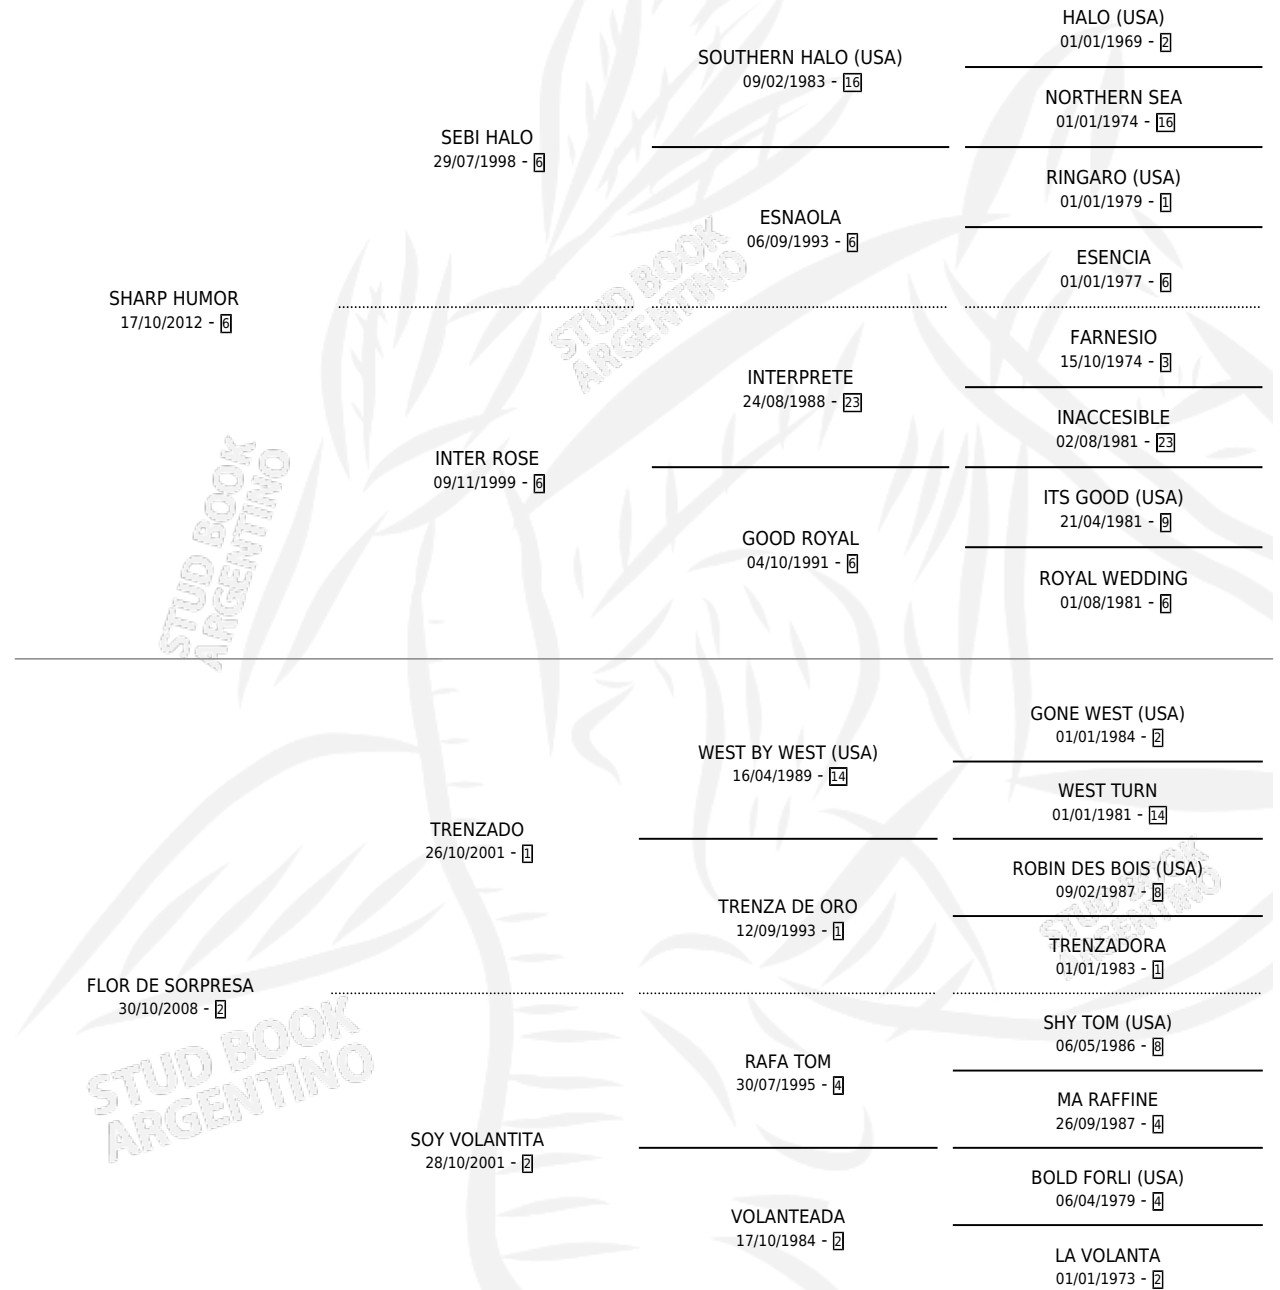 HALO (USA)
01/01/1969 - 2
SOUTHERN HALO (USA)
09/02/1983 - 16
NORTHERN SEA
01/01/1974 - 16
SEBI HALO
29/07/1998 - 6
RINGARO (USA)
01/01/1979 - 1
ESNAOLA
06/09/1993 - 6
ESENCIA
01/01/1977 - 6
SHARP HUMOR
17/10/2012 - 6
FARNESIO
15/10/1974 - 3
INTERPRETE
24/08/1988 - 23
INACCESIBLE
02/08/1981 - 23
INTER ROSE
09/11/1999 - 6
ITS GOOD (USA)
21/04/1981 - 9
GOOD ROYAL
04/10/1991 - 6
ROYAL WEDDING
01/08/1981 - 6
GONE WEST (USA)
01/01/1984 - 2
WEST BY WEST (USA)
16/04/1989 - 14
WEST TURN
01/01/1981 - 14
TRENZADO
26/10/2001 - 1
ROBIN DES BOIS (USA)
09/02/1987 - 8
TRENZA DE ORO
12/09/1993 - 1
TRENZADORA
01/01/1983 - 1
FLOR DE SORPRESA
30/10/2008 - 2
SHY TOM (USA)
06/05/1986 - 8
RAFA TOM
30/07/1995 - 4
MA RAFFINE
26/09/1987 - 4
SOY VOLANTITA
28/10/2001 - 2
BOLD FORLI (USA)
06/04/1979 - 4
VOLANTEADA
17/10/1984 - 2
LA VOLANTA
01/01/1973 - 2
STUD BOOK
ARGENTINO
STUD BOOK
ARGENTINO
STUD BOOK
ARGENTINO
STUD BOOK
ARGENTINO